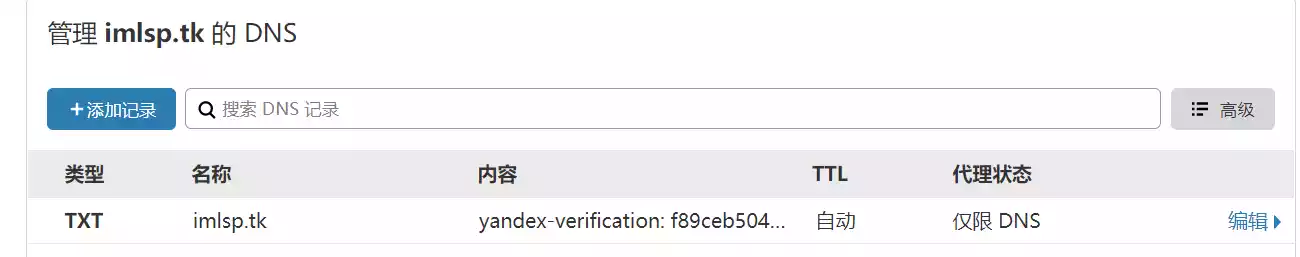 管理 imlsp.tk 的 DNS
+添加记录 搜索 DNS 记录 高级
类型 名称 内容 TTL 代理状态
TXT imlsp.tk yandex-verification: f89ceb504... 自动 仅限 DNS 编辑